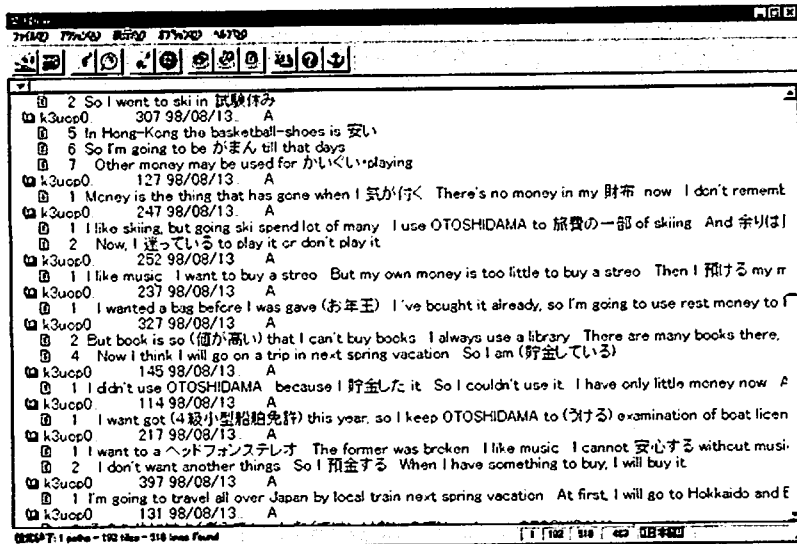 2 So I went to ski in 試験休み
k3ucp0. 307 98/08/13. A
5 In Hong-Kong the basketball-shoes is 安い
6 So I'm going to be がまん till that days
7 Other money may be used for かいぐい・playing
k3ucp0. 127 98/08/13. A
1 Money is the thing that has gone when I 気が付く There's no money in my 財布 now I don't rememb
k3ucp0. 247 98/08/13. A
1 I like skiing, but going ski spend lot of many I use OTOSHIDAMA to 旅費の一部 of skiing And 余りは
2 Now, I 迷っている to play it or don't play it
k3ucp0. 252 98/08/13. A
1 I like music I want to buy a streo But my own money is too little to buy a streo Then I 預ける my m
k3ucp0. 237 98/08/13. A
1 I wanted a bag before I was gave (お年玉) I've bought it already, so I'm going to use rest money to
k3ucp0. 327 98/08/13. A
2 But book is so (値が高い) that I can't buy books I always use a library There are many books there,
4 Now I think I will go on a trip in next spring vacation So I am (貯金している)
k3ucp0. 145 98/08/13. A
1 I didn't use OTOSHIDAMA because I 貯金した it So I couldn't use it I have only little money now A
k3ucp0. 114 98/08/13. A
1 I want got (4級小型船舶免許) this year, so I keep OTOSHIDAMA to (うける) examination of boat licen
k3ucp0. 217 98/08/13. A
1 I want to a ヘッドフォンステレオ The former was broken I like music I cannot 安心する without musi
2 I don't want another things So I 預金する When I have something to buy, I will buy it
k3ucp0. 397 98/08/13. A
1 I'm going to travel all over Japan by local train next spring vacation At first, I will go to Hokkaido and E
k3ucp0. 131 98/08/13. A
1 paths - 192 files - 518 lines Found